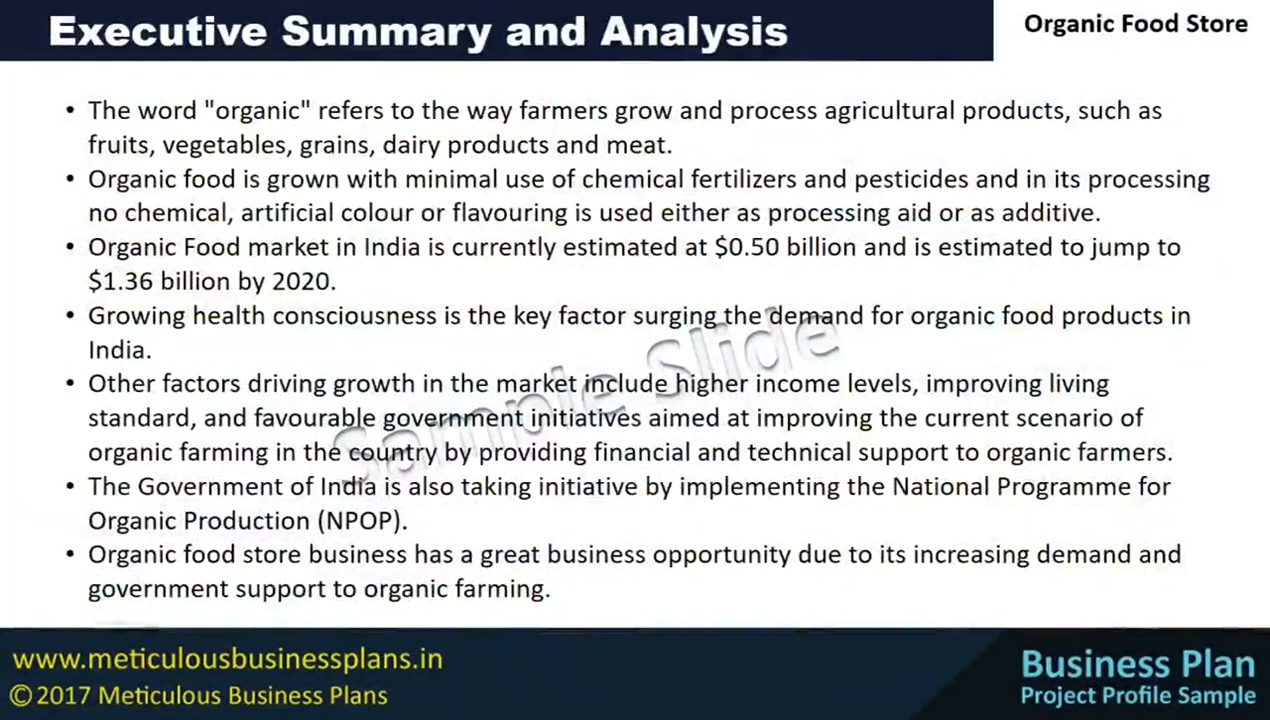 Executive Summary and Analysis
Organic Food Store
• The word "organic" refers to the way farmers grow and process agricultural products, such as
fruits, vegetables, grains, dairy products and meat.
• Organic food is grown with minimal use of chemical fertilizers and pesticides and in its processing
no chemical, artificial colour or flavouring is used either as processing aid or as additive.
• Organic Food market in India is currently estimated at $0.50 billion and is estimated to jump to
$1.36 billion by 2020.
• Growing health consciousness is the key factor surging the demand for organic food products in
India.
• Other factors driving growth in the market include higher income levels, improving living
standard, and favourable government initiatives aimed at improving the current scenario of
organic farming in the country by providing financial and technical support to organic farmers.
• The Government of India is also taking initiative by implementing the National Programme for
Organic Production (NPOP).
• Organic food store business has a great business opportunity due to its increasing demand and
government support to organic farming.
Sample Slide
www.meticulousbusinessplans.in
©2017 Meticulous Business Plans
Business Plan
Project Profile Sample